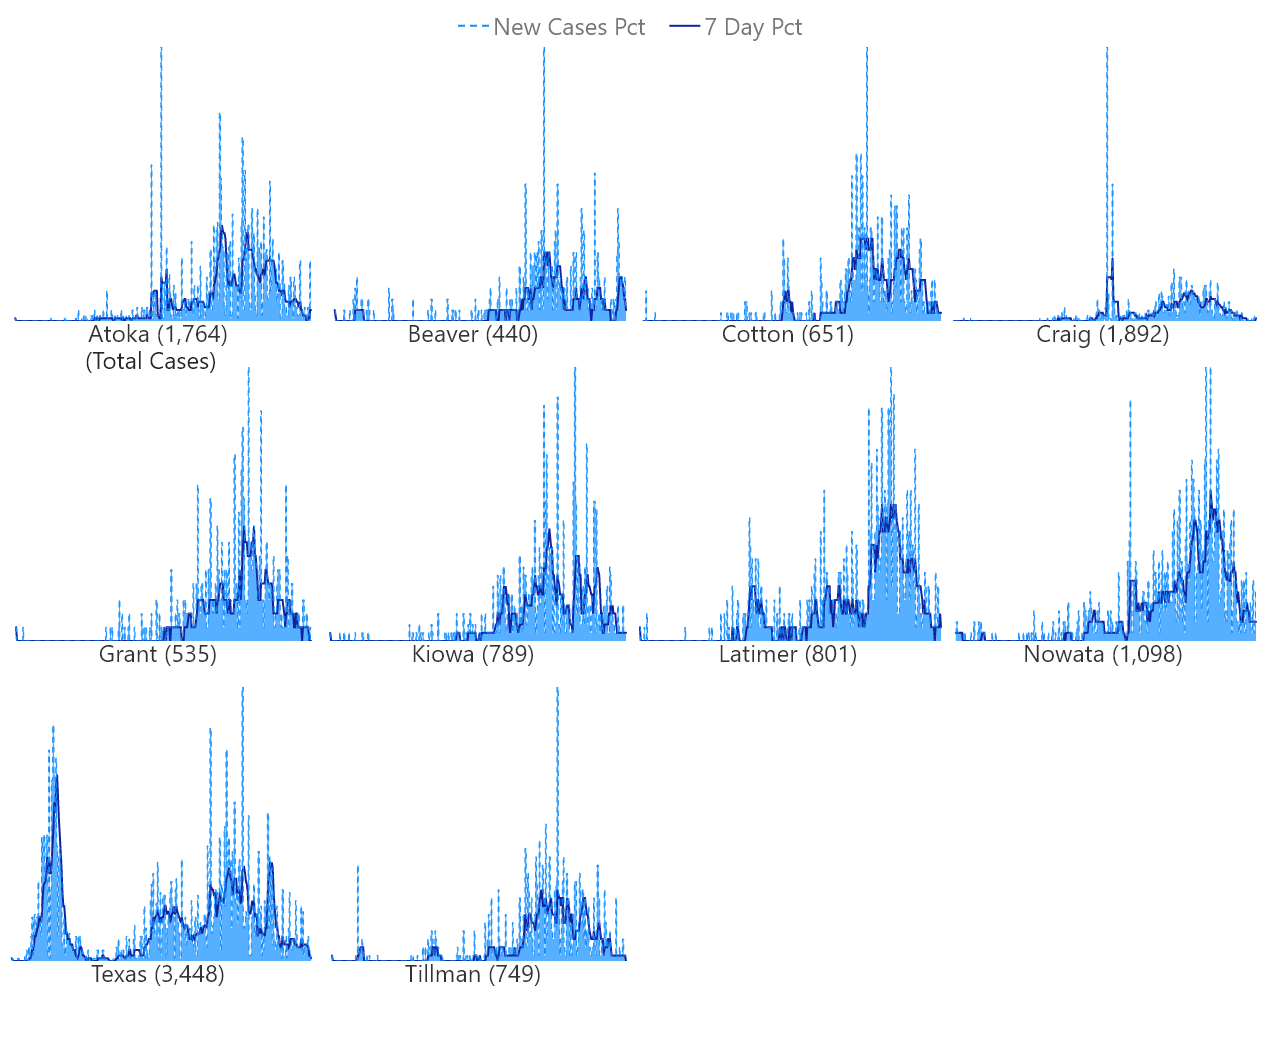 New Cases Pct 7 Day Pct
Atoka (1,764) Beaver (440) Cotton (651) Craig (1,892)
(Total Cases)
Grant (535) Kiowa (789) Latimer (801) Nowata (1,098)
Texas (3,448) Tillman (749)